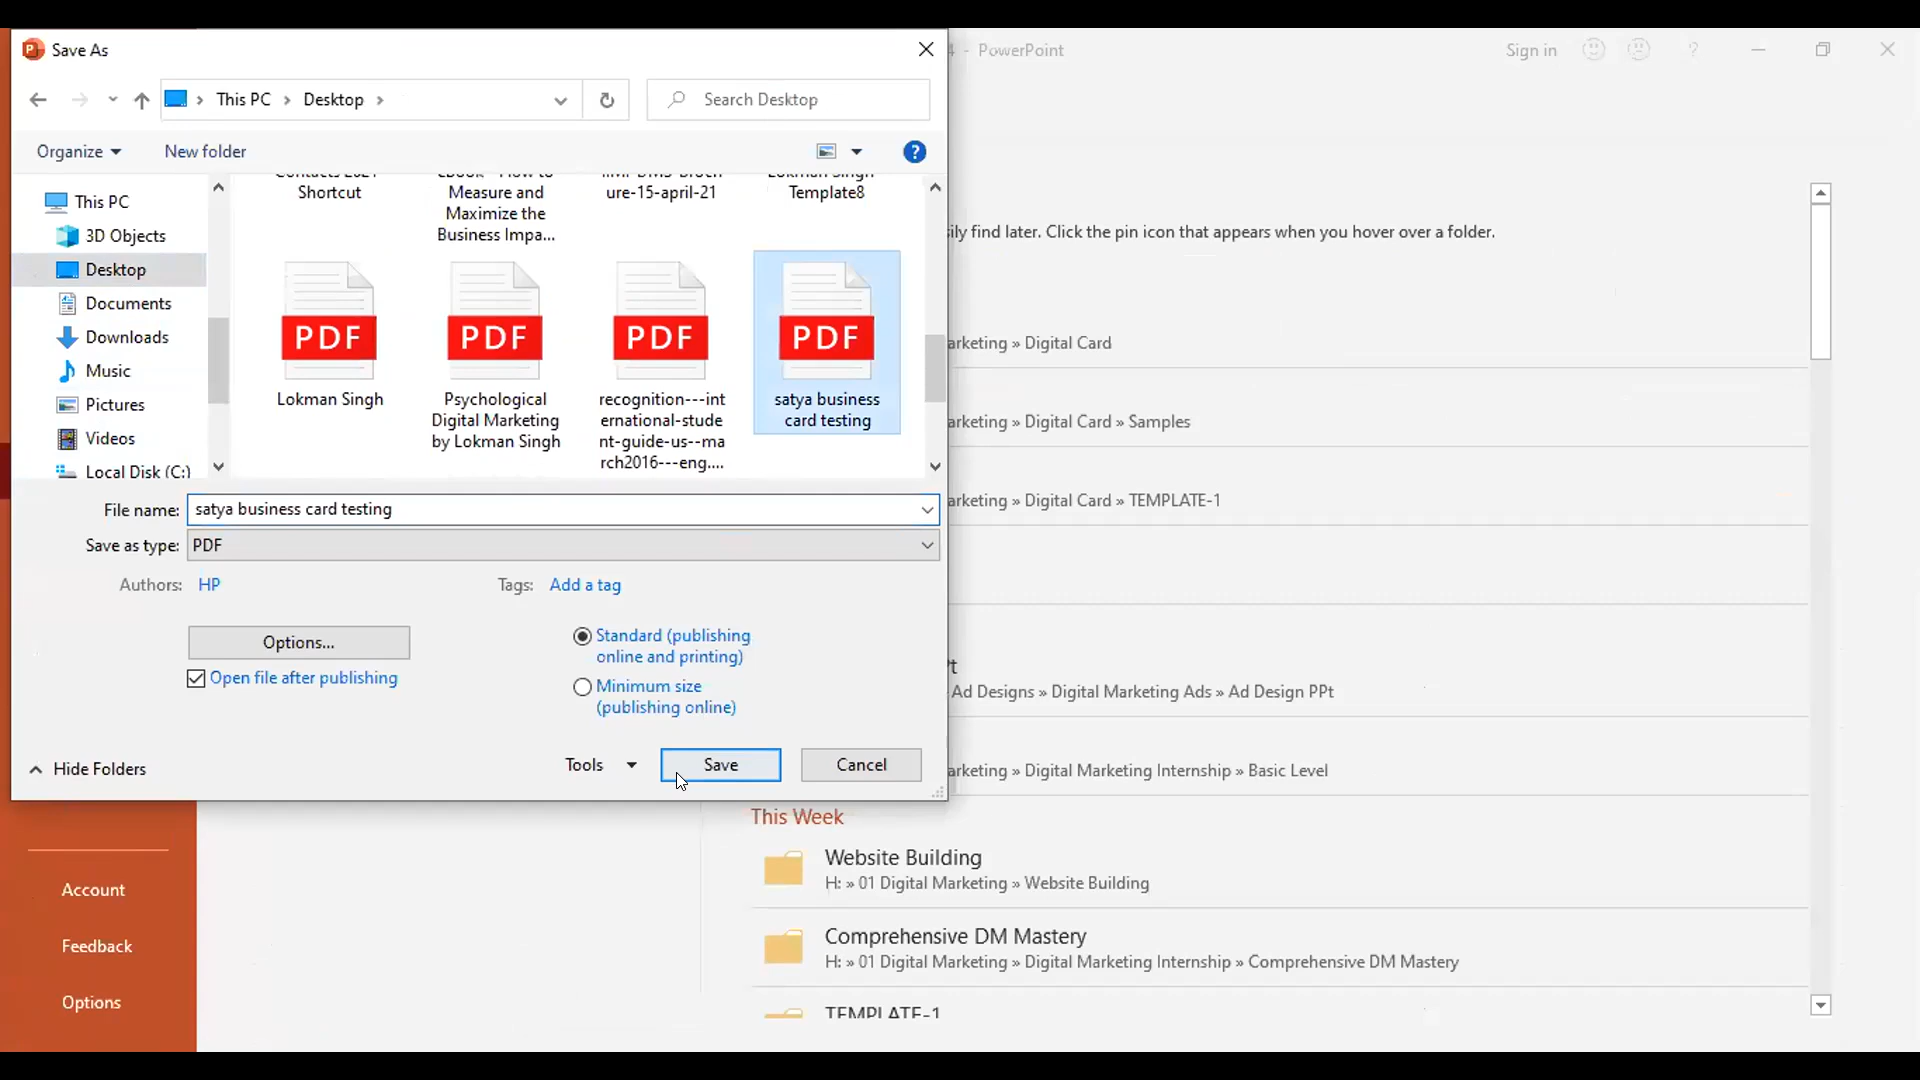 Save As
4 - PowerPoint
Sign in
?
This PC
Desktop
Search Desktop
Organize
New folder
?
This PC
3D Objects
Desktop
Documents
Downloads
Music
Pictures
Videos
Local Disk (C:)
Shortcut
Measure and
Maximize the
Business Impa...
ure-15-april-21
Template8
PDF
Lokman Singh
PDF
Psychological
Digital Marketing
by Lokman Singh
PDF
recognition---int
ernational-stude
nt-guide-us--ma
rch2016---eng....
PDF
satya business
card testing
File name:
satya business card testing
Save as type:
PDF
Authors:
HP
Tags:
Add a tag
Options...
Open file after publishing
Standard (publishing
online and printing)
Minimum size
(publishing online)
Hide Folders
Tools
Save
Cancel
ily find later. Click the pin icon that appears when you hover over a folder.
arketing » Digital Card
arketing » Digital Card » Samples
arketing » Digital Card » TEMPLATE-1
Pt
Ad Designs » Digital Marketing Ads » Ad Design PPt
arketing » Digital Marketing Internship » Basic Level
This Week
Website Building
H: » 01 Digital Marketing » Website Building
Comprehensive DM Mastery
H: » 01 Digital Marketing » Digital Marketing Internship » Comprehensive DM Mastery
TEMPLATE-1
Account
Feedback
Options